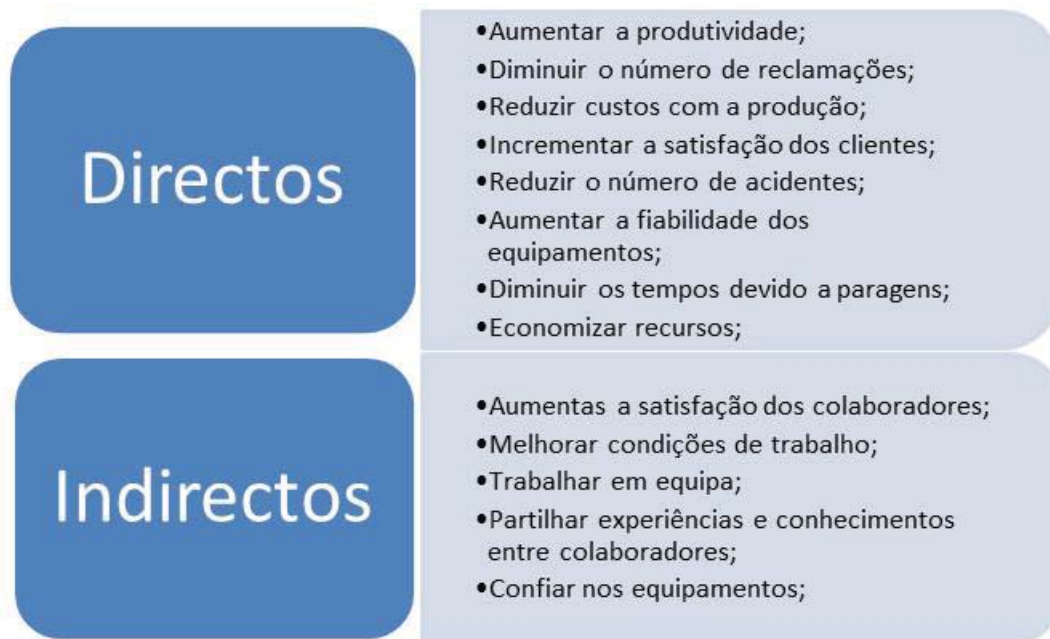 Directos
•Aumentar a produtividade;
•Diminuir o número de reclamações;
•Reduzir custos com a produção;
•Incrementar a satisfação dos clientes;
•Reduzir o número de acidentes;
•Aumentar a fiabilidade dos
equipamentos;
•Diminuir os tempos devido a paragens;
•Economizar recursos;
Indirectos
•Aumentas a satisfação dos colaboradores;
•Melhorar condições de trabalho;
•Trabalhar em equipa;
•Partilhar experiências e conhecimentos
entre colaboradores;
•Confiar nos equipamentos;